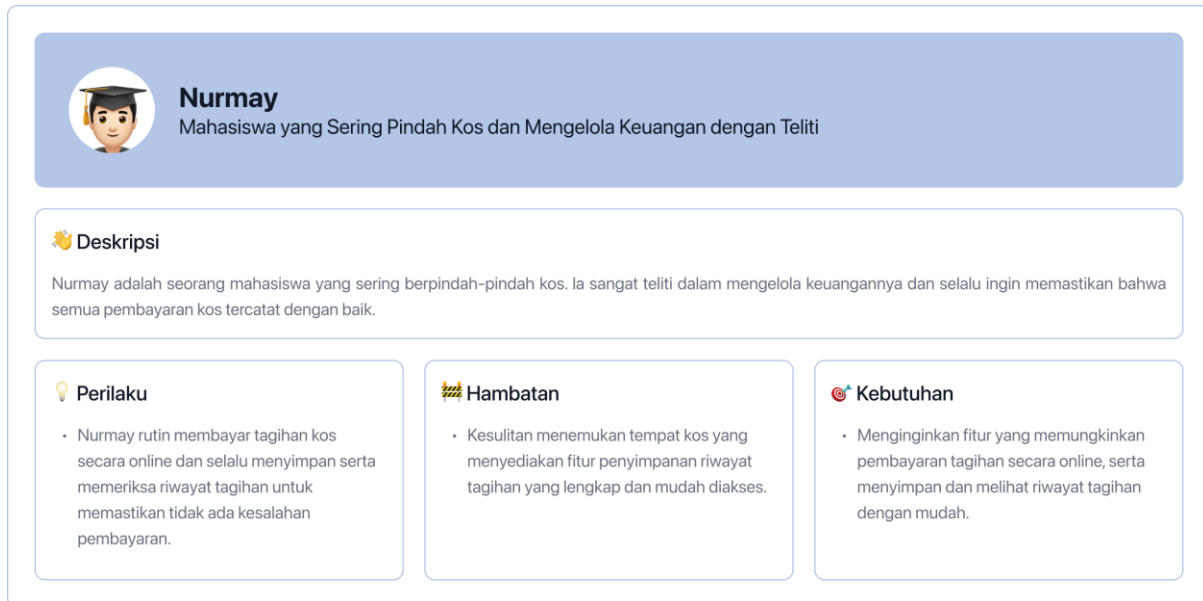 Nurmay
Mahasiswa yang Sering Pindah Kos dan Mengelola Keuangan dengan Teliti
Deskripsi
Nurmay adalah seorang mahasiswa yang sering berpindah-pindah kos. Ia sangat teliti dalam mengelola keuangannya dan selalu ingin memastikan bahwa
semua pembayaran kos tercatat dengan baik.
Perilaku
• Nurmay rutin membayar tagihan kos
secara online dan selalu menyimpan serta
memeriksa riwayat tagihan untuk
memastikan tidak ada kesalahan
pembayaran.
Hambatan
• Kesulitan menemukan tempat kos yang
menyediakan fitur penyimpanan riwayat
tagihan yang lengkap dan mudah diakses.
Kebutuhan
• Menginginkan fitur yang memungkinkan
pembayaran tagihan secara online, serta
menyimpan dan melihat riwayat tagihan
dengan mudah.